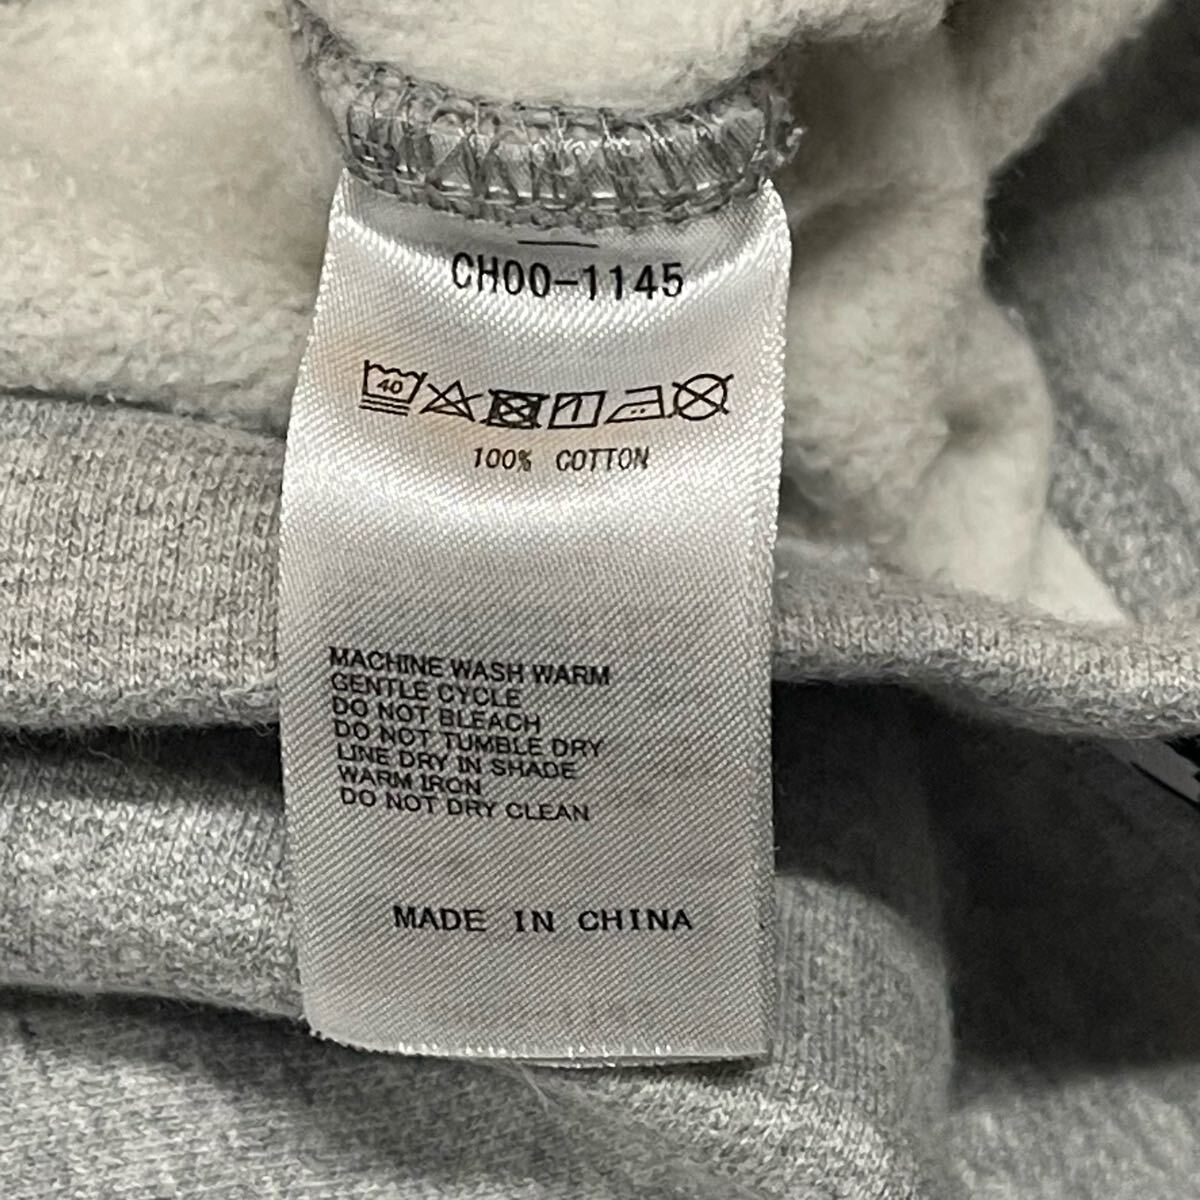 CH00-1145
40
100% COTTON
MACHINE WASH WARM
GENTLE CYCLE
DO NOT BLEACH
DO NOT TUMBLE DRY
LINE DRY IN SHADE
WARM IRON
DO NOT DRY CLEAN
MADE IN CHINA